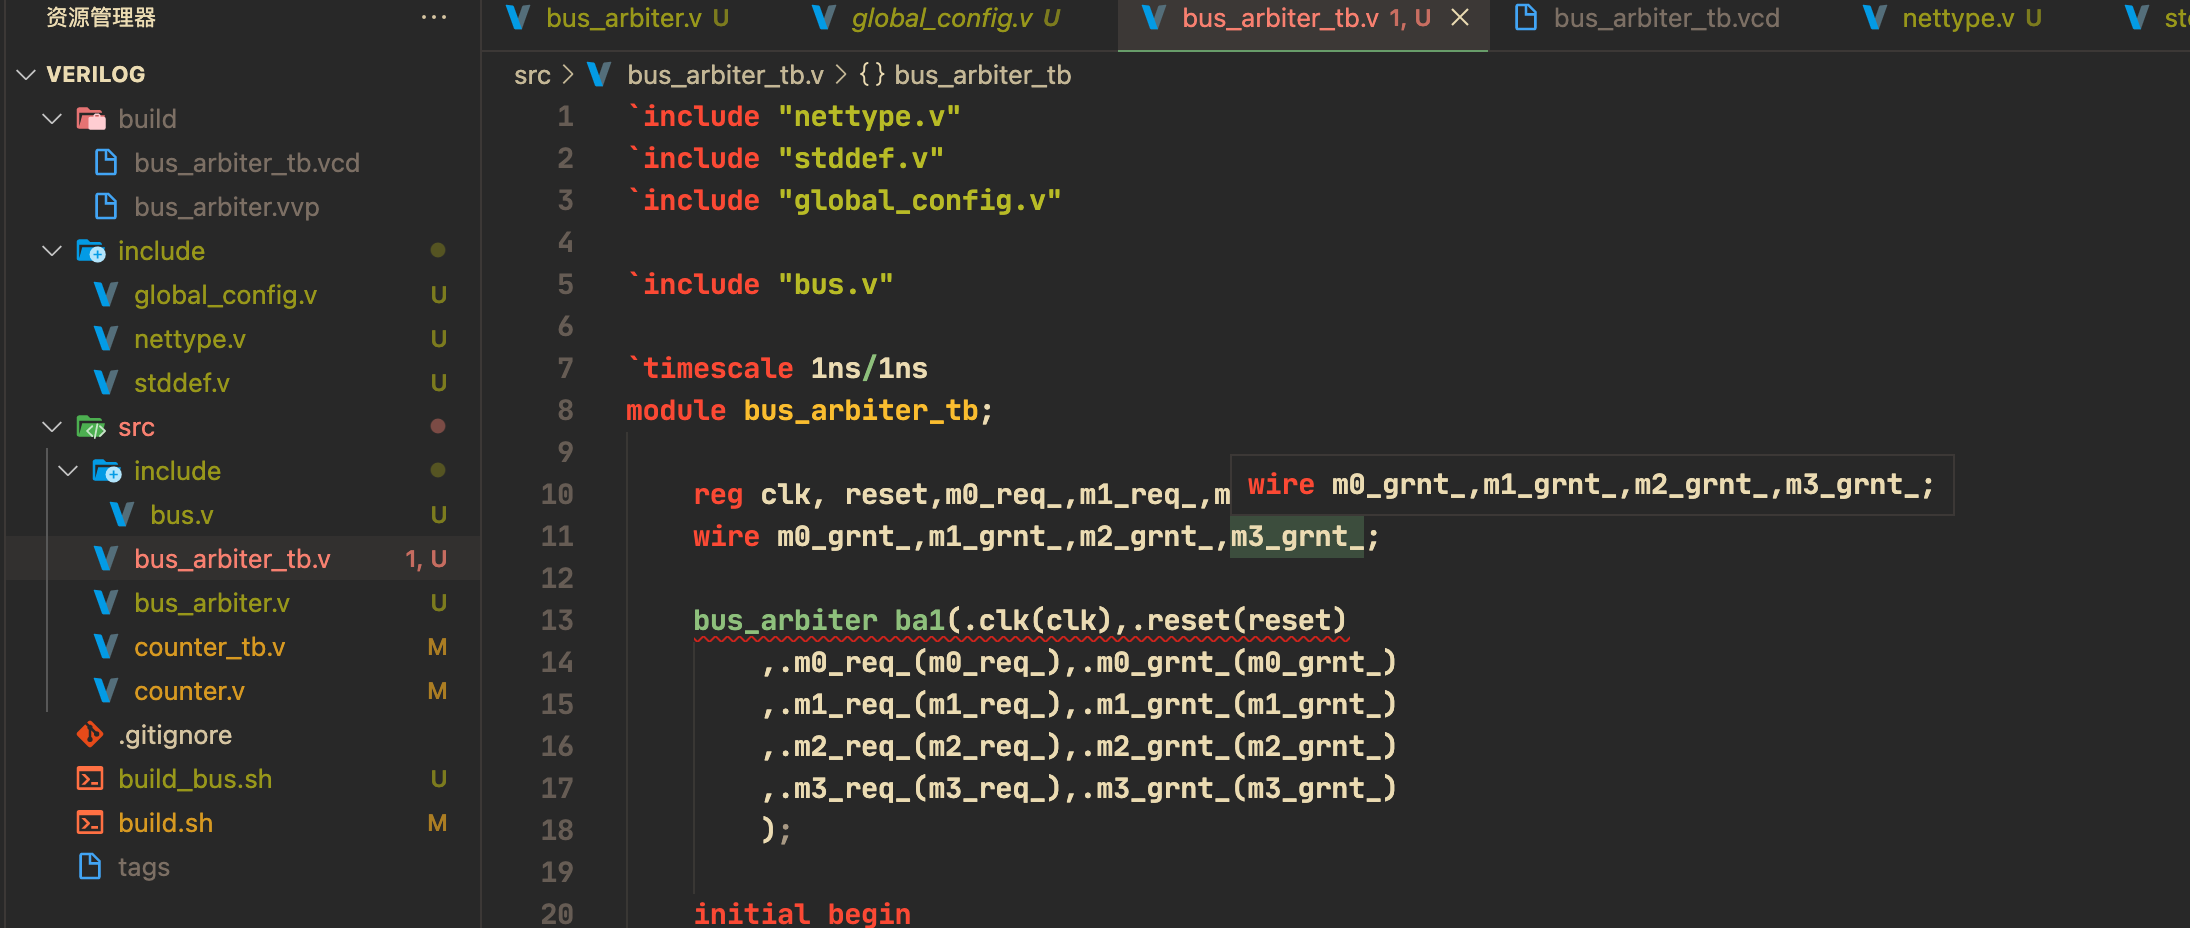 资源管理器 ···
VERILOG
build
bus_arbiter_tb.vcd
bus_arbiter.vvp
include
global_config.v U
nettype.v U
stddef.v U
src
include
bus.v U
bus_arbiter_tb.v 1, U
bus_arbiter.v U
counter_tb.v M
counter.v M
.gitignore
build_bus.sh U
build.sh M
tags
bus_arbiter.v U global_config.v U bus_arbiter_tb.v 1, U bus_arbiter_tb.vcd nettype.v U
src > bus_arbiter_tb.v > {} bus_arbiter_tb
1 `include "nettype.v"
2 `include "stddef.v"
3 `include "global_config.v"
4
5 `include "bus.v"
6
7 `timescale 1ns/1ns
8 module bus_arbiter_tb;
9
wire m0_grnt_,m1_grnt_,m2_grnt_,m3_grnt_;
10 reg clk, reset,m0_req_,m1_req_,m
11 wire m0_grnt_,m1_grnt_,m2_grnt_,m3_grnt_;
12
13 bus_arbiter ba1(.clk(clk),.reset(reset)
14 ,.m0_req_(m0_req_),.m0_grnt_(m0_grnt_)
15 ,.m1_req_(m1_req_),.m1_grnt_(m1_grnt_)
16 ,.m2_req_(m2_req_),.m2_grnt_(m2_grnt_)
17 ,.m3_req_(m3_req_),.m3_grnt_(m3_grnt_)
18 );
19
20 initial begin